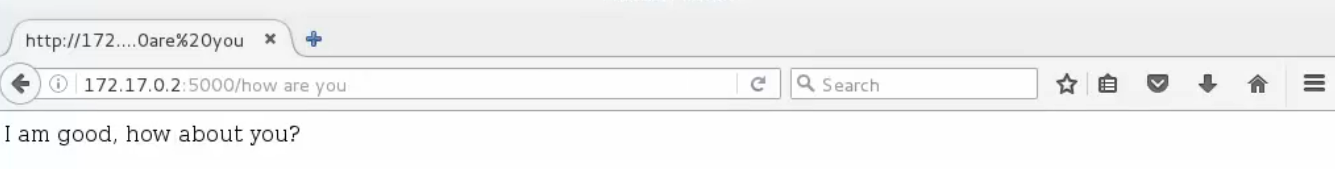 http://172....0are%20you
172.17.0.2:5000/how are you
Search
I am good, how about you?